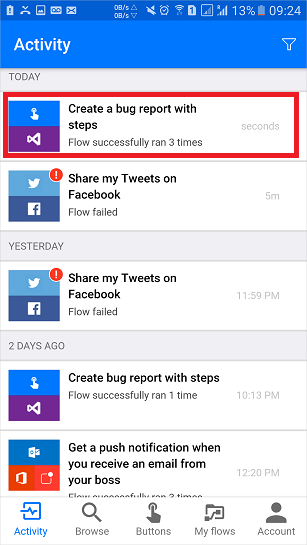 0B/s
0B/s
13% 09:24
Activity
TODAY
Create a bug report with
steps
seconds
Flow successfully ran 3 times
Share my Tweets on
Facebook
5m
Flow failed
YESTERDAY
Share my Tweets on
Facebook
11:59 PM
Flow failed
2 DAYS AGO
Create bug report with steps
Flow successfully ran 1 time
10:13 PM
Get a push notification when
you receive an email from
your boss
12:20 PM
Flow successfully ran 3 times
Activity Browse Buttons My flows Account